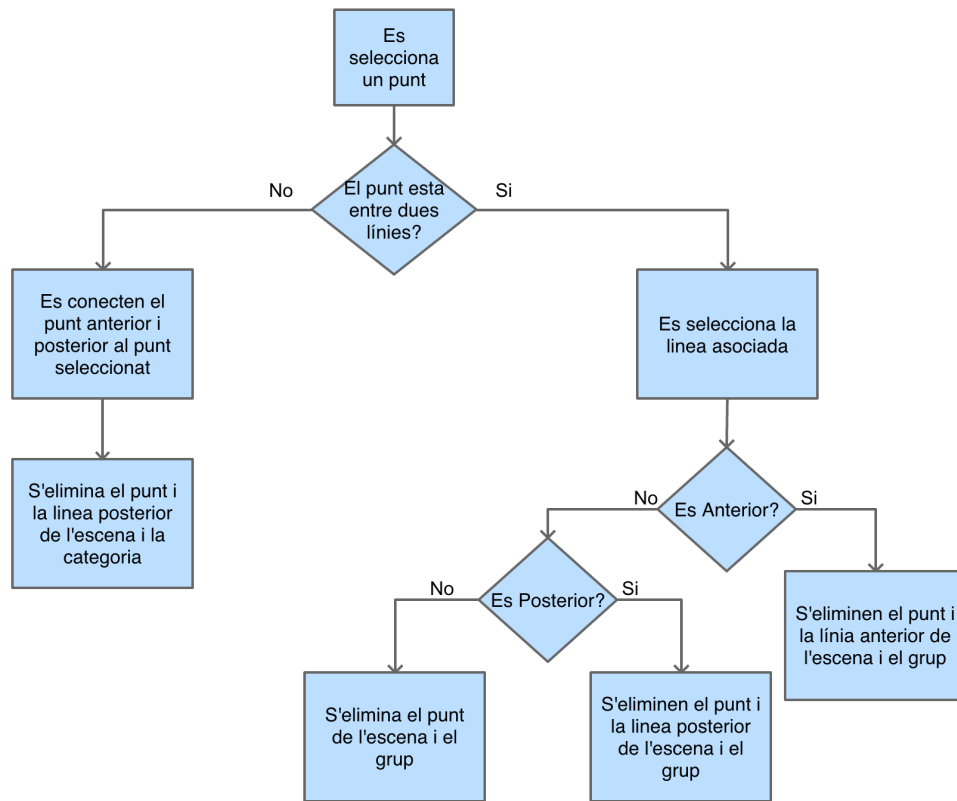 Es
selecciona
un punt
No
El punt esta
entre dues
línies?
Si
Es conecten el
punt anterior i
posterior al punt
seleccionat
Es selecciona la
linea asociada
S'elimina el punt i
la linea posterior
de l'escena i la
categoria
No
Es Anterior?
Si
No
Es Posterior?
Si
S'eliminen el punt i
la línia anterior de
l'escena i el grup
S'elimina el punt
de l'escena i el
grup
S'eliminen el punt i
la linea posterior
de l'escena i el
grup